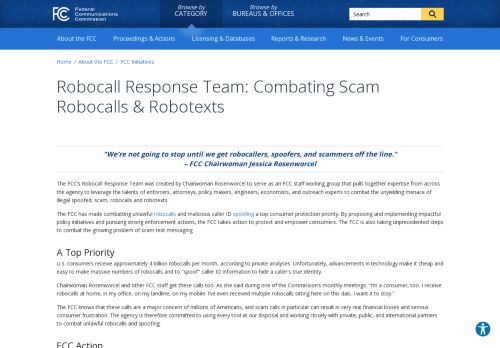 FCC Federal Communications Commission
Browse by CATEGORY
Browse by BUREAUS & OFFICES
Search
About the FCC Proceedings & Actions Licensing & Databases Reports & Research News & Events For Consumers
Home / About the FCC / FCC Initiatives
Robocall Response Team: Combating Scam
Robocalls & Robotexts
"We're not going to stop until we get robocallers, spoofers, and scammers off the line."
– FCC Chairwoman Jessica Rosenworcel
The FCC's Robocall Response Team was created by Chairwoman Rosenworcel to serve as an FCC staff working group that pulls together expertise from across
the agency to leverage the talents of enforcers, attorneys, policy makers, engineers, economists, and outreach experts to combat the unyielding menace of
illegal spoofed, scam, robocalls and robotexts.
The FCC has made combatting unlawful robocalls and malicious caller ID spoofing a top consumer protection priority. By proposing and implementing impactful
policy initiatives and pursuing strong enforcement actions, the FCC takes action to protect and empower consumers. The FCC is also taking unprecedented steps
to combat the growing problem of scam text messaging.
A Top Priority
U.S. consumers receive approximately 4 billion robocalls per month, according to private analyses. Unfortunately, advancements in technology make it cheap and
easy to make massive numbers of robocalls and to "spoof" caller ID information to hide a caller's true identity.
Chairwoman Rosenworcel and other FCC staff get these calls too. As she said during one of the Commission's monthly meetings: "I'm a consumer, too. I receive
robocalls at home, in my office, on my landline, on my mobile. I've even received multiple robocalls sitting here on this dais. I want it to stop."
The FCC knows that these calls are a major concern of millions of Americans, and scam calls in particular can result in very real financial losses and serious
consumer frustration. The agency is therefore committed to using every tool at our disposal and working closely with private, public, and international partners
to combat unlawful robocalls and spoofing.
FCC Action